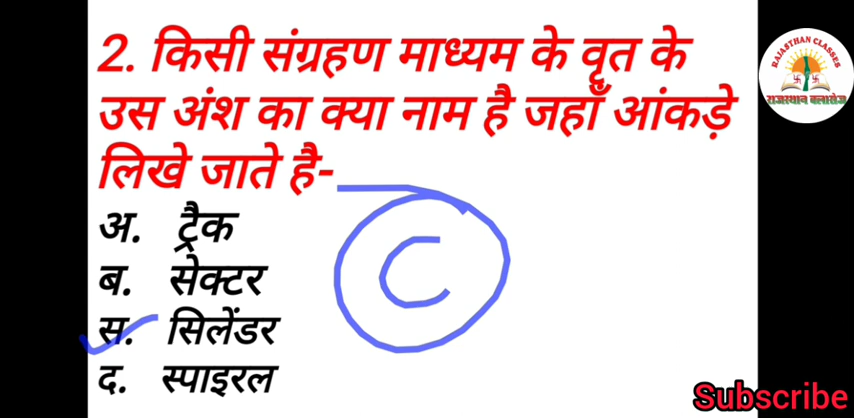 2. किसी संग्रहण माध्यम के वृत के
उस अंश का क्या नाम है जहाँ आंकड़े
लिखे जाते है-
अ. ट्रैक
ब. सेक्टर
स. सिलेंडर
द. स्पाइरल
C
RAJASTHAN CLASSES
राजस्थान क्लासेज
Subscribe